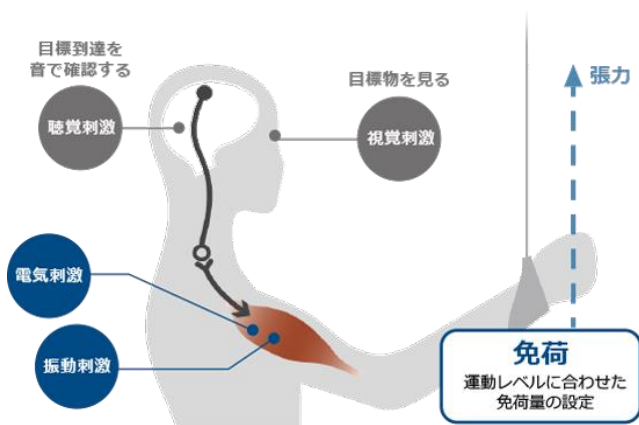 目標到達を
音で確認する
聴覚刺激
目標物を見る
視覚刺激
張力
電気刺激
振動刺激
免荷
運動レベルに合わせた
免荷量の設定